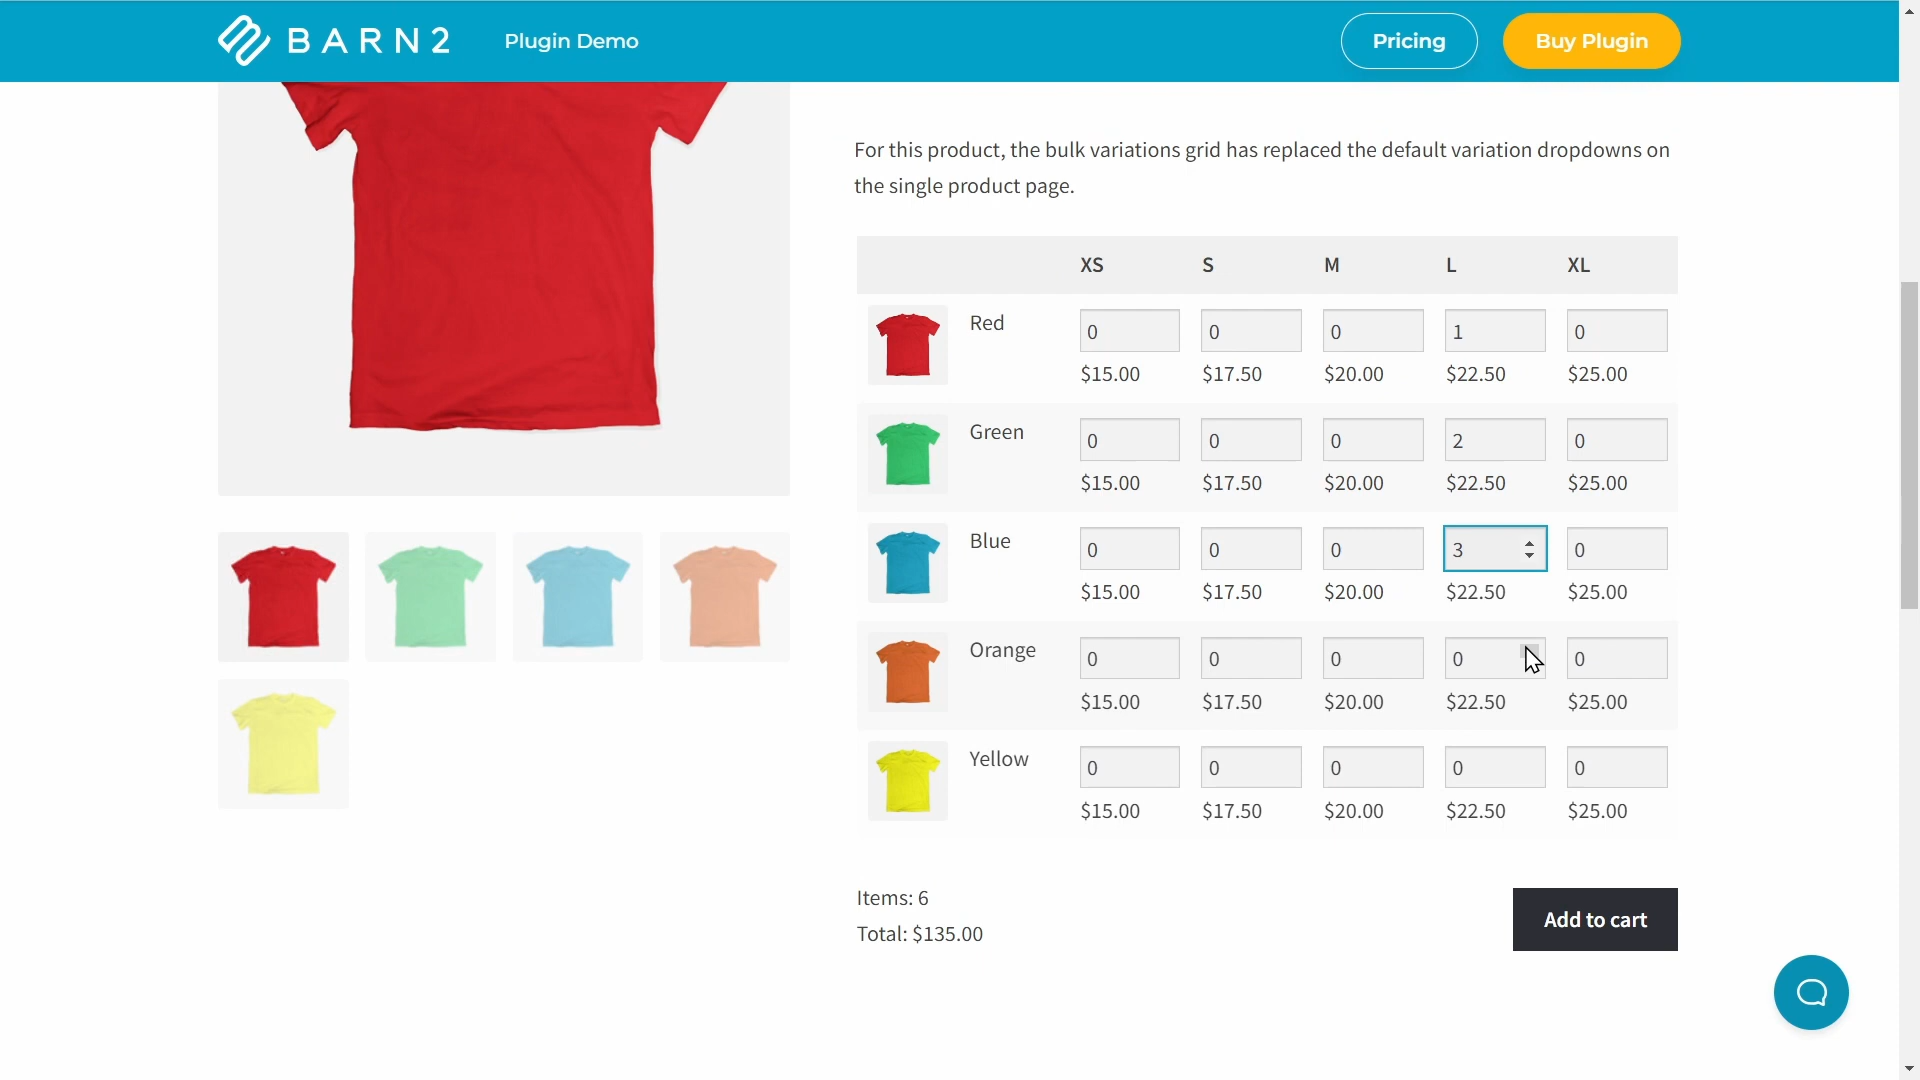 BARN2 Plugin Demo Pricing Buy Plugin
For this product, the bulk variations grid has replaced the default variation dropdowns on
the single product page.
XS S M L XL
Red 0 0 0 1 0
$15.00 $17.50 $20.00 $22.50 $25.00
Green 0 0 0 2 0
$15.00 $17.50 $20.00 $22.50 $25.00
Blue 0 0 0 3 0
$15.00 $17.50 $20.00 $22.50 $25.00
Orange 0 0 0 0 0
$15.00 $17.50 $20.00 $22.50 $25.00
Yellow 0 0 0 0 0
$15.00 $17.50 $20.00 $22.50 $25.00
Items: 6
Total: $135.00
Add to cart